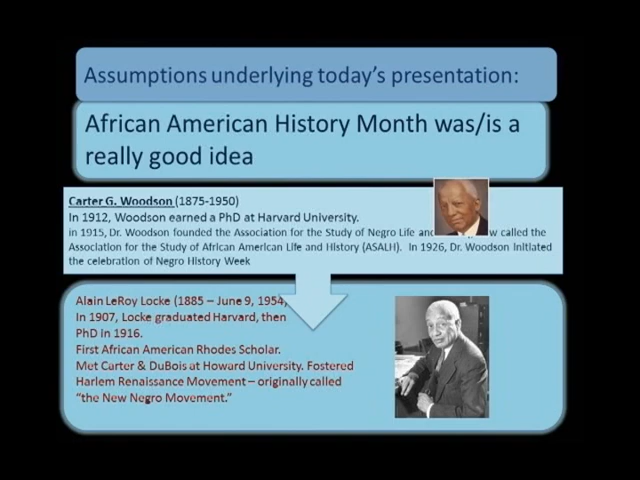 Assumptions underlying today's presentation:
African American History Month was/is a
really good idea
Carter G. Woodson (1875-1950)
In 1912, Woodson earned a PhD at Harvard University.
in 1915, Dr. Woodson founded the Association for the Study of Negro Life and w called the
Association for the Study of African American Life and History (ASALH). In 1926, Dr. Woodson initiated
the celebration of Negro History Week
Alain LeRoy Locke (1885 – June 9, 1954)
In 1907, Locke graduated Harvard, then
PhD in 1916.
First African American Rhodes Scholar.
Met Carter & DuBois at Howard University. Fostered
Harlem Renaissance Movement – originally called
"the New Negro Movement."